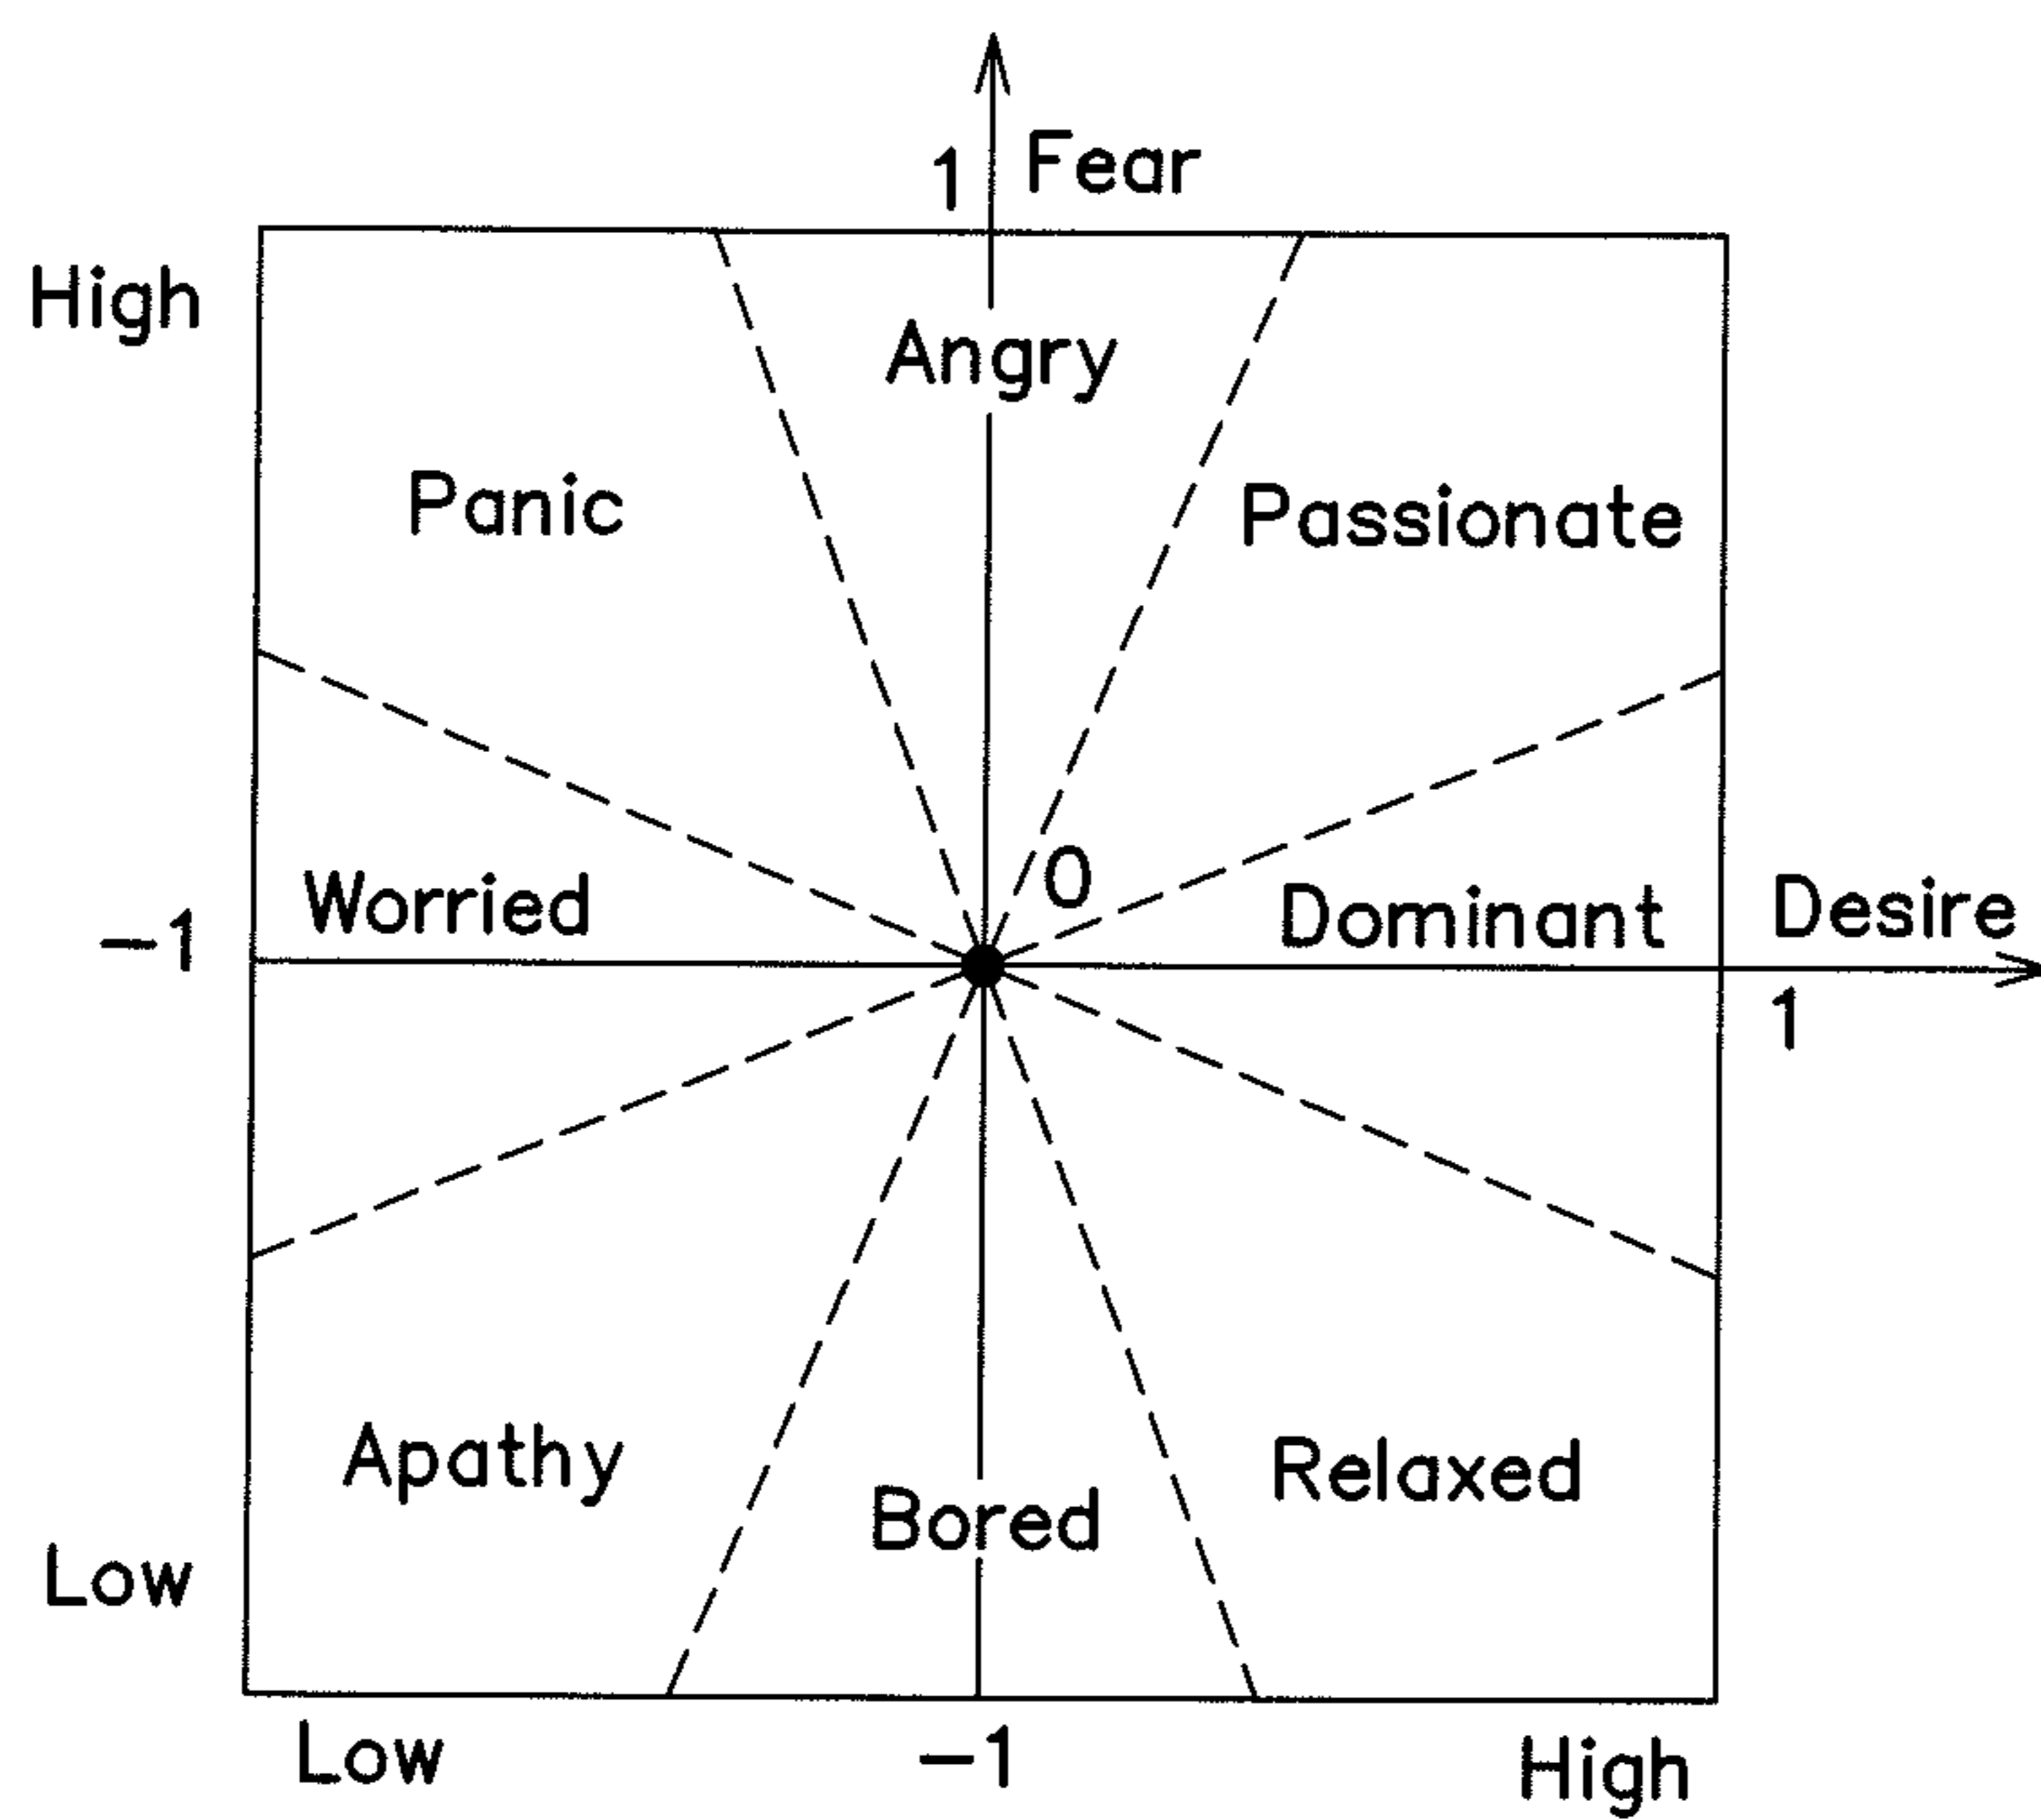 1 Fear
High
Angry
Panic
Passionate
0
Worried
Dominant
Desire
-1
1
Apathy
Relaxed
Bored
Low
Low
-1
High